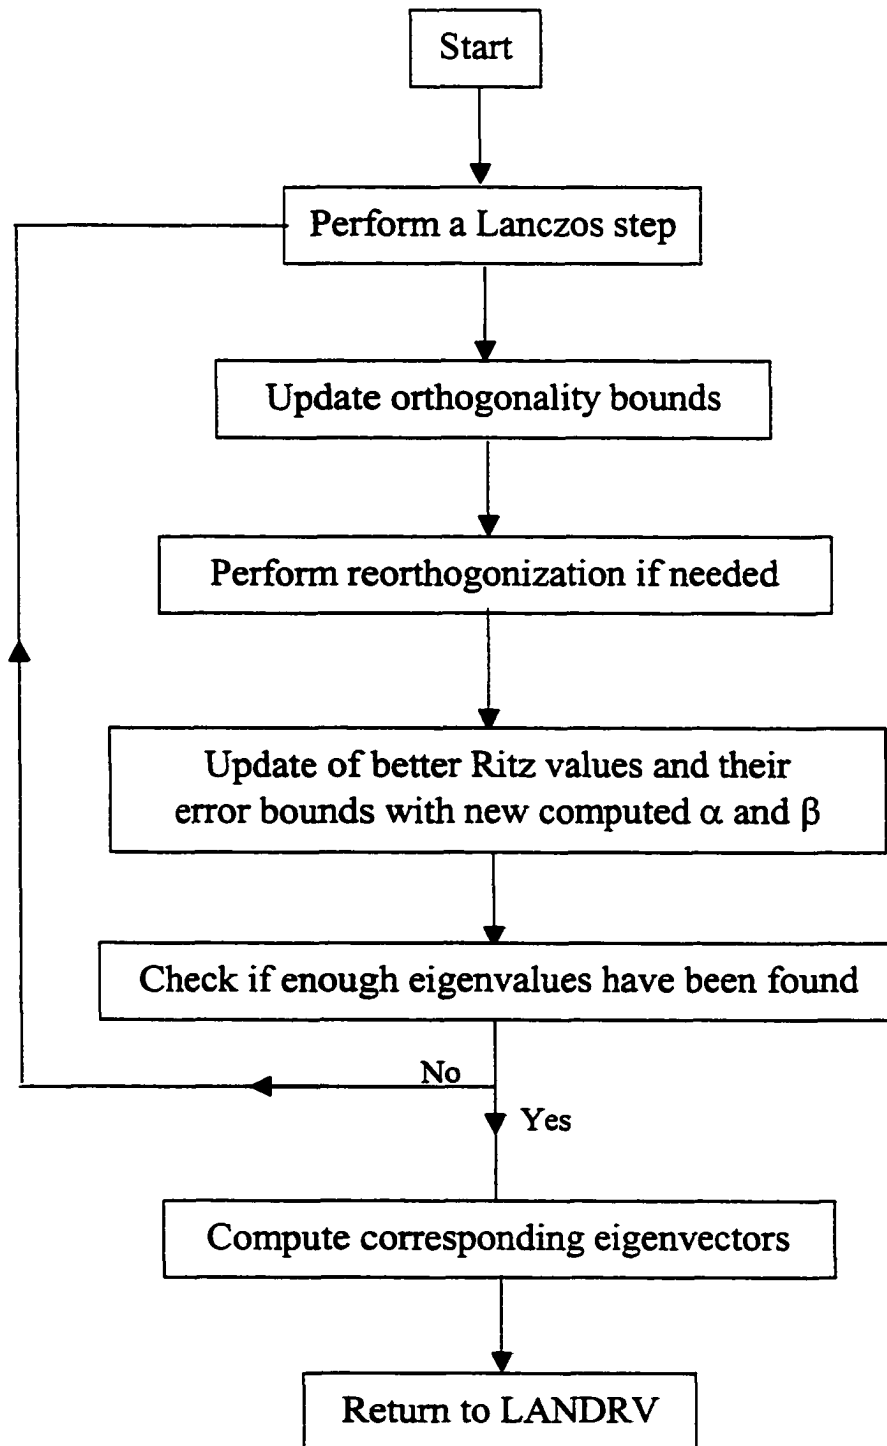 Start
Perform a Lanczos step
Update orthogonality bounds
Perform reorthogonization if needed
Update of better Ritz values and their
error bounds with new computed α and β
Check if enough eigenvalues have been found
No
Yes
Compute corresponding eigenvectors
Return to LANDRV